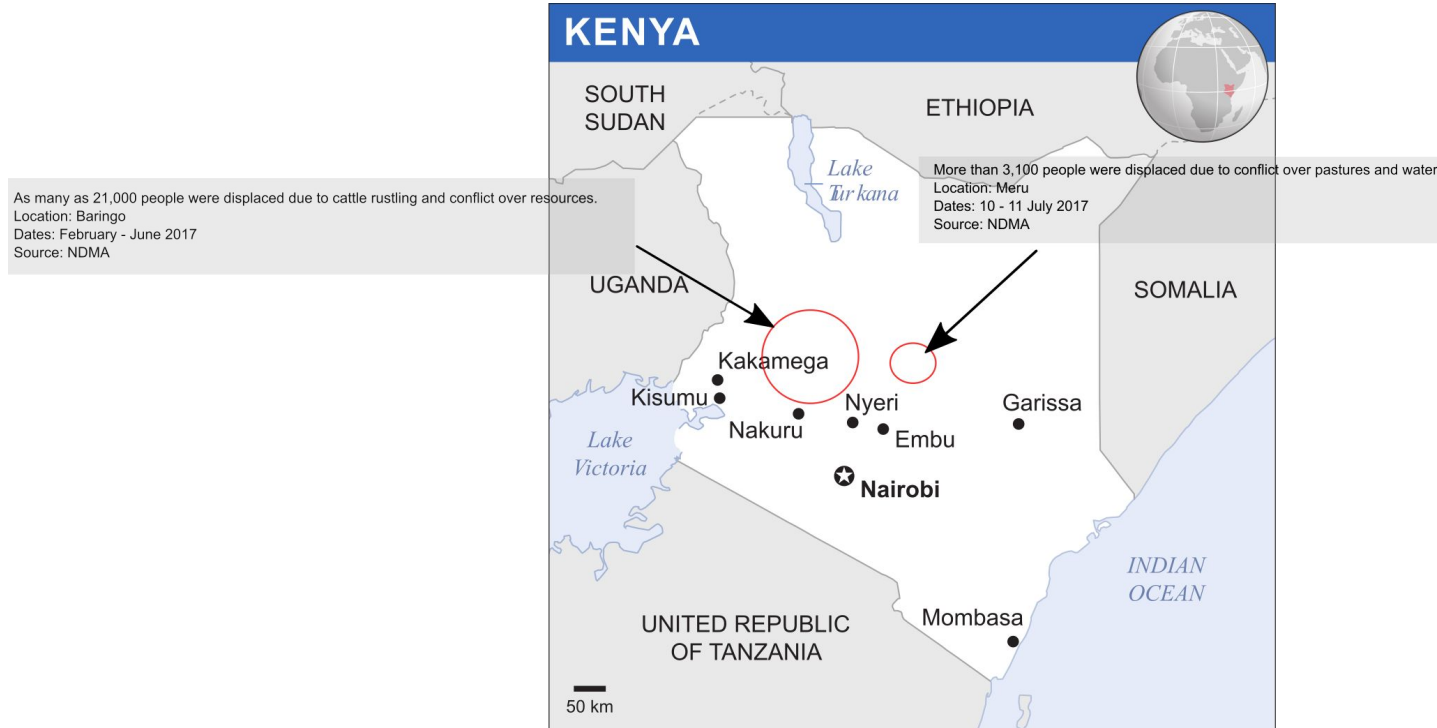 KENYA
SOUTH
SUDAN
ETHIOPIA
Lake
Turkana
More than 3,100 people were displaced due to conflict over pastures and water
Location: Meru
Dates: 10 - 11 July 2017
Source: NDMA
As many as 21,000 people were displaced due to cattle rustling and conflict over resources.
Location: Baringo
Dates: February - June 2017
Source: NDMA
UGANDA
SOMALIA
Kakamega
Kisumu
Nakuru
Nyeri
Embu
Garissa
Lake
Victoria
Nairobi
INDIAN
OCEAN
Mombasa
UNITED REPUBLIC
OF TANZANIA
50 km